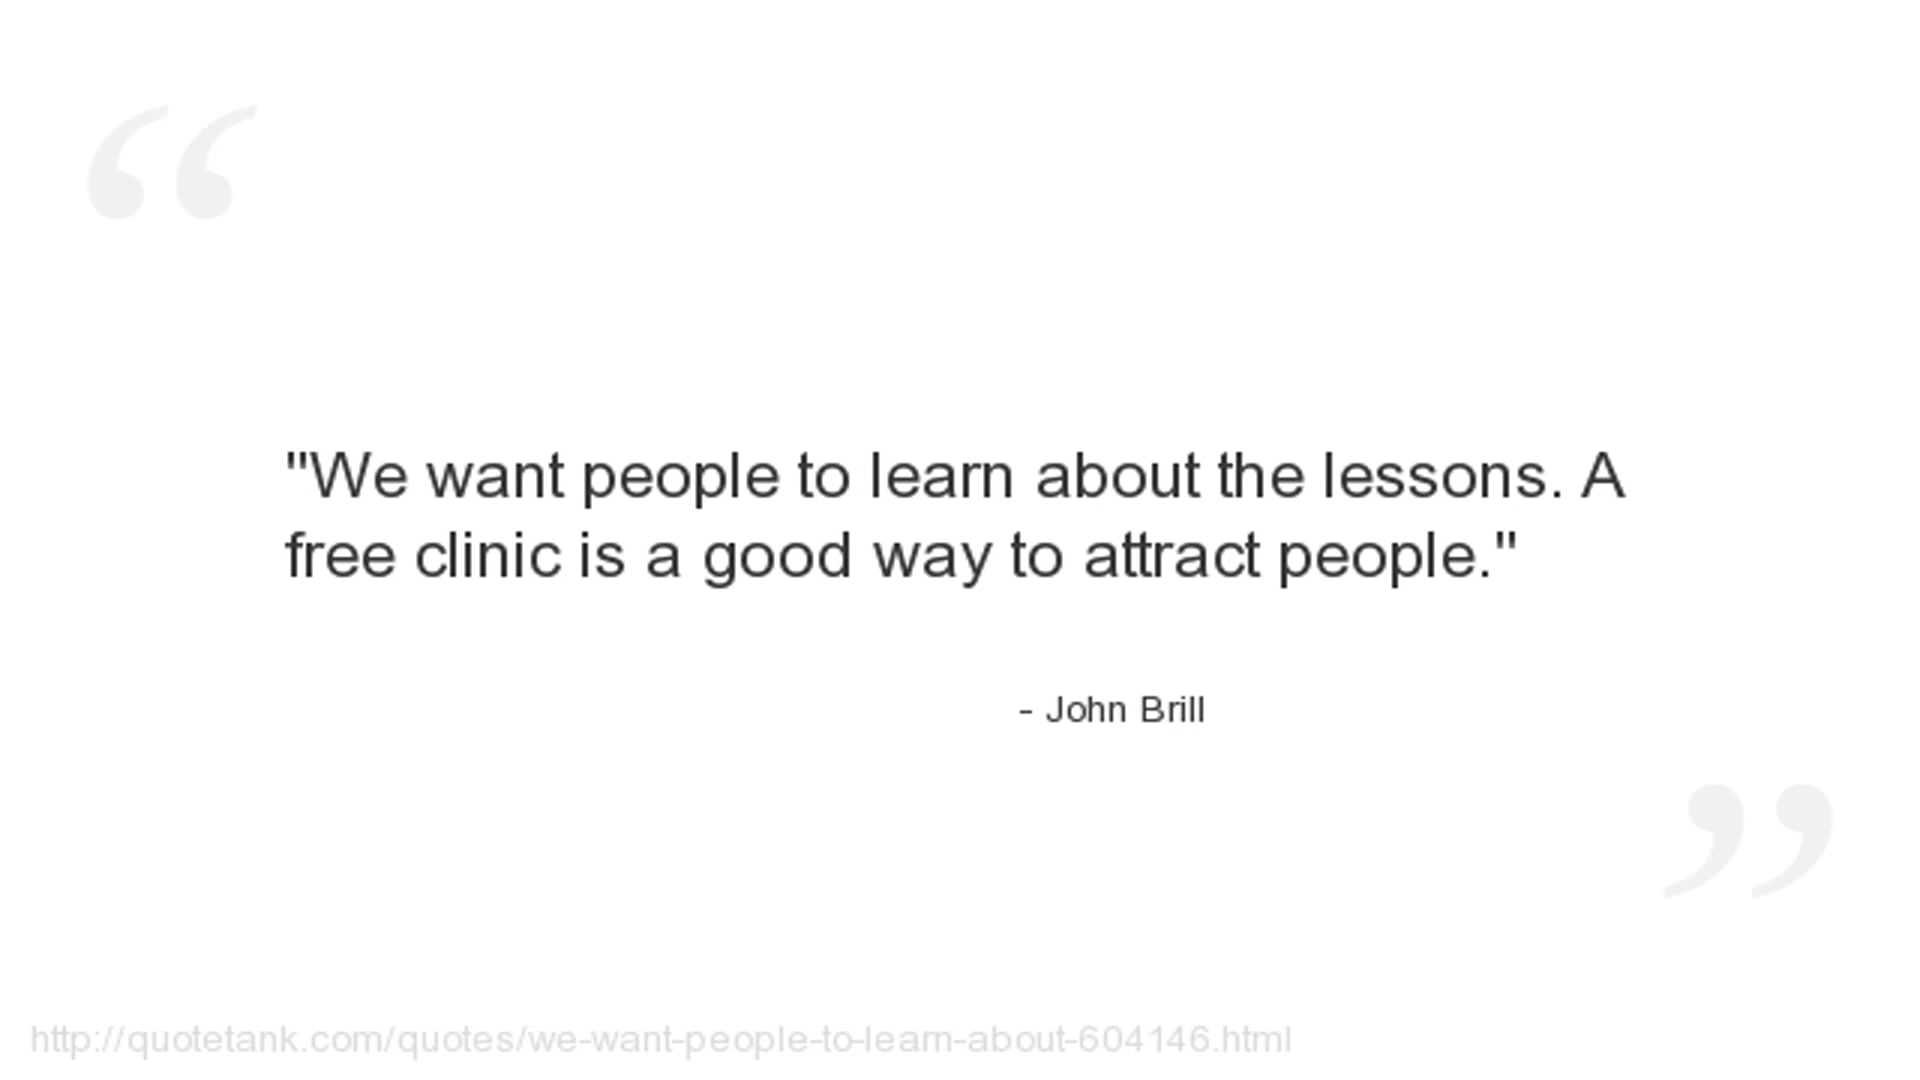 "We want people to learn about the lessons. A
free clinic is a good way to attract people."
- John Brill
http://quotetank.com/quotes/we-want-people-to-learn-about-604146.html